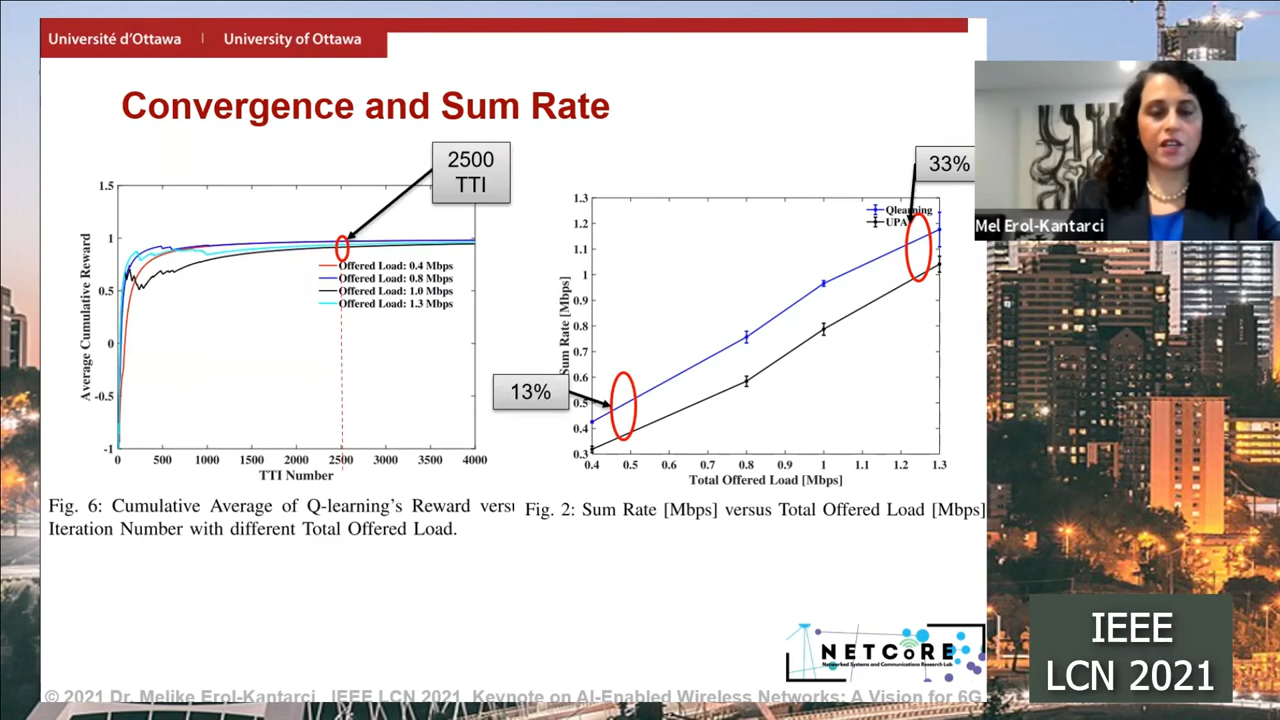 Université d'Ottawa | University of Ottawa
Convergence and Sum Rate
2500
TTI
1.5
1
0.5
0
-0.5
-1
Average Cumulative Reward
Offered Load: 0.4 Mbps
Offered Load: 0.8 Mbps
Offered Load: 1.0 Mbps
Offered Load: 1.3 Mbps
0 500 1000 1500 2000 2500 3000 3500 4000
TTI Number
Fig. 6: Cumulative Average of Q-learning's Reward
Iteration Number with different Total Offered Load.
33%
13%
1.3
1.2
1.1
1
0.9
0.8
0.7
0.6
0.5
0.4
0.3
Sum Rate [Mbps]
Qlearning
UPA
0.4 0.5 0.6 0.7 0.8 0.9 1 1.1 1.2 1.3
Total Offered Load [Mbps]
Fig. 2: Sum Rate [Mbps] versus Total Offered Load [Mbps]
Mel Erol-Kantarci
NETCORE
Networked Systems and Communications Research Lab
IEEE
LCN 2021
© 2021 Dr. Melike Erol-Kantarci, IEEE LCN 2021, Keynote on AI-Enabled Wireless Networks: A Vision for 6G